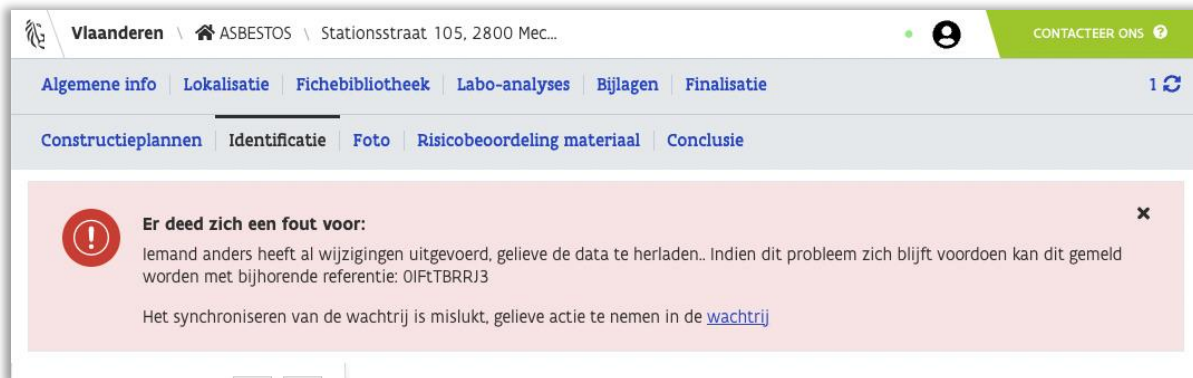 Vlaanderen \ ASBESTOS \ Stationsstraat 105, 2800 Mec...
CONTACTEER ONS ?
Algemene info | Lokalisatie | Fichebibliotheek | Labo-analyses | Bijlagen | Finalisatie
1
Constructieplannen | Identificatie | Foto | Risicobeoordeling materiaal | Conclusie
Er deed zich een fout voor:
Iemand anders heeft al wijzigingen uitgevoerd, gelieve de data te herladen.. Indien dit probleem zich blijft voordoen kan dit gemeld
worden met bijhorende referentie: 0IFtTBRRJ3
Het synchroniseren van de wachtrij is mislukt, gelieve actie te nemen in de wachtrij